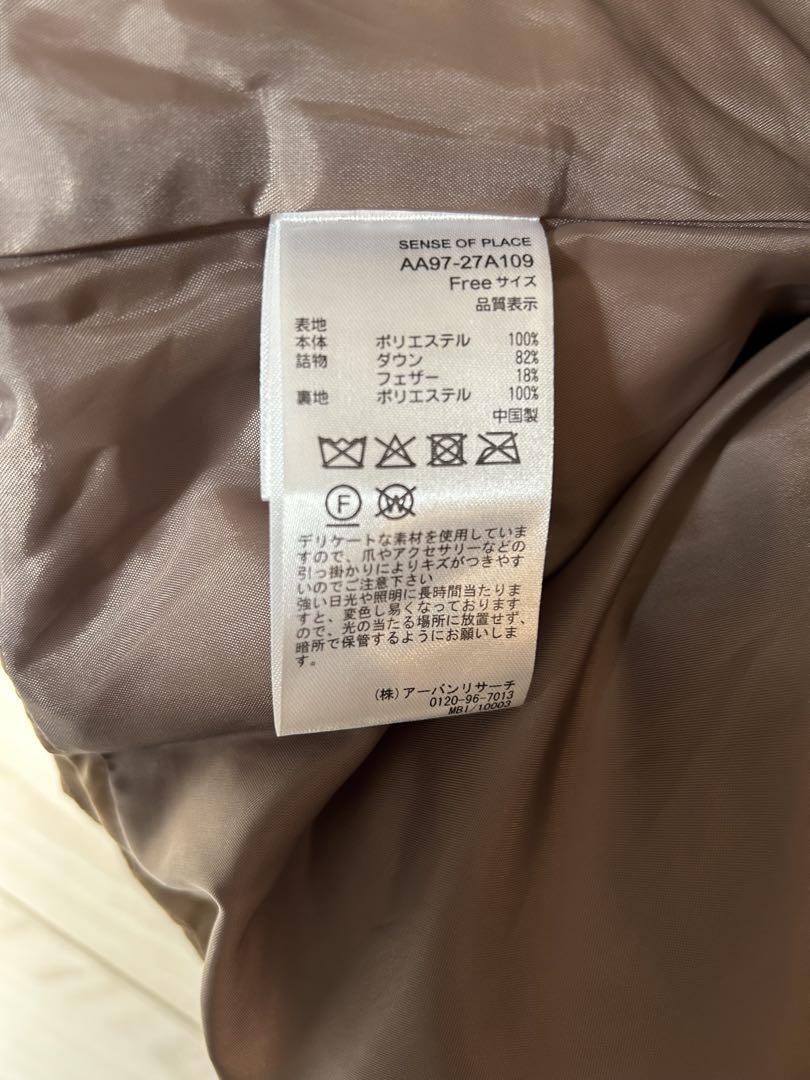 SENSE OF PLACE
AA97-27A109
Freeサイズ
品質表示
表地
本体 ポリエステル 100%
詰物 ダウン 82%
フェザー 18%
裏地 ポリエステル 100%
中国製
F
W
デリケートな素材を使用していま
すので、爪やアクセサリーなどの
引っ掛かりによりキズがつきやす
いのでご注意下さい
強い日光や照明に長時間当たりま
すと、変色し易くなっております
ので、光の当たる場所に放置せず、
暗所で保管するようにお願いしま
す。
(株)アーバンリサーチ
0120-96-7013
MBI/10003